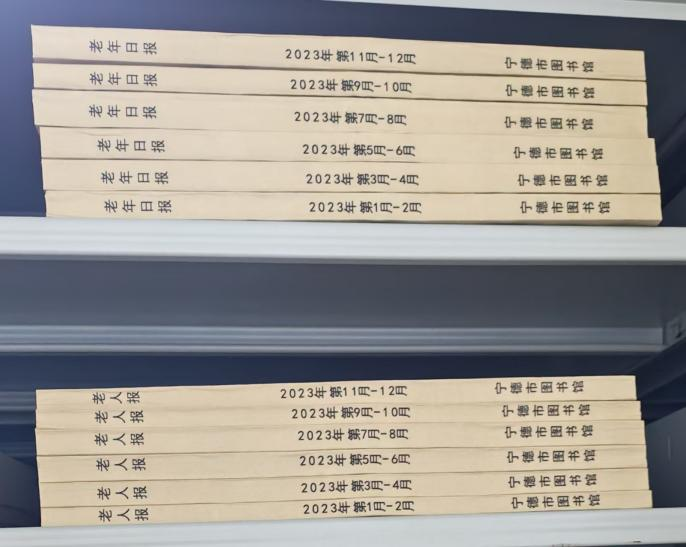 老年日报 2023年第11月-12月 宁德市图书馆
老年日报 2023年第9月-10月 宁德市图书馆
老年日报 2023年第7月-8月 宁德市图书馆
老年日报 2023年第5月-6月 宁德市图书馆
老年日报 2023年第3月-4月 宁德市图书馆
老年日报 2023年第1月-2月 宁德市图书馆
老人报 2023年第11月-12月 宁德市图书馆
老人报 2023年第9月-10月 宁德市图书馆
老人报 2023年第7月-8月 宁德市图书馆
老人报 2023年第5月-6月 宁德市图书馆
老人报 2023年第3月-4月 宁德市图书馆
老人报 2023年第1月-2月 宁德市图书馆